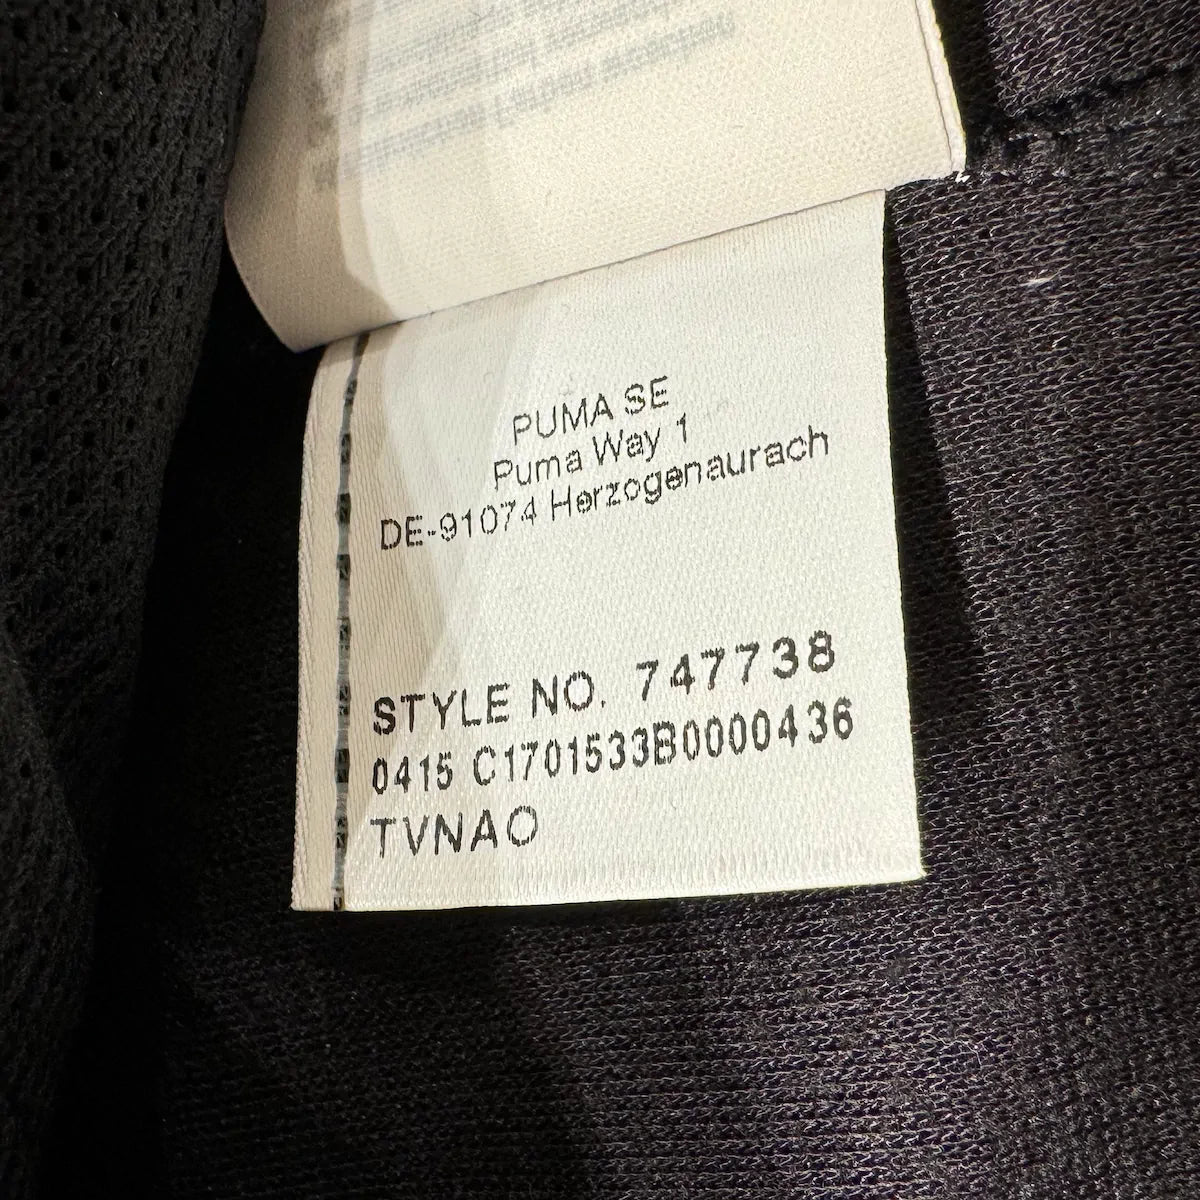 PUMA SE
Puma Way 1
DE-91074 Herzogenaurach
STYLE NO. 747738
0415 C1701533B0000436
TVNAO